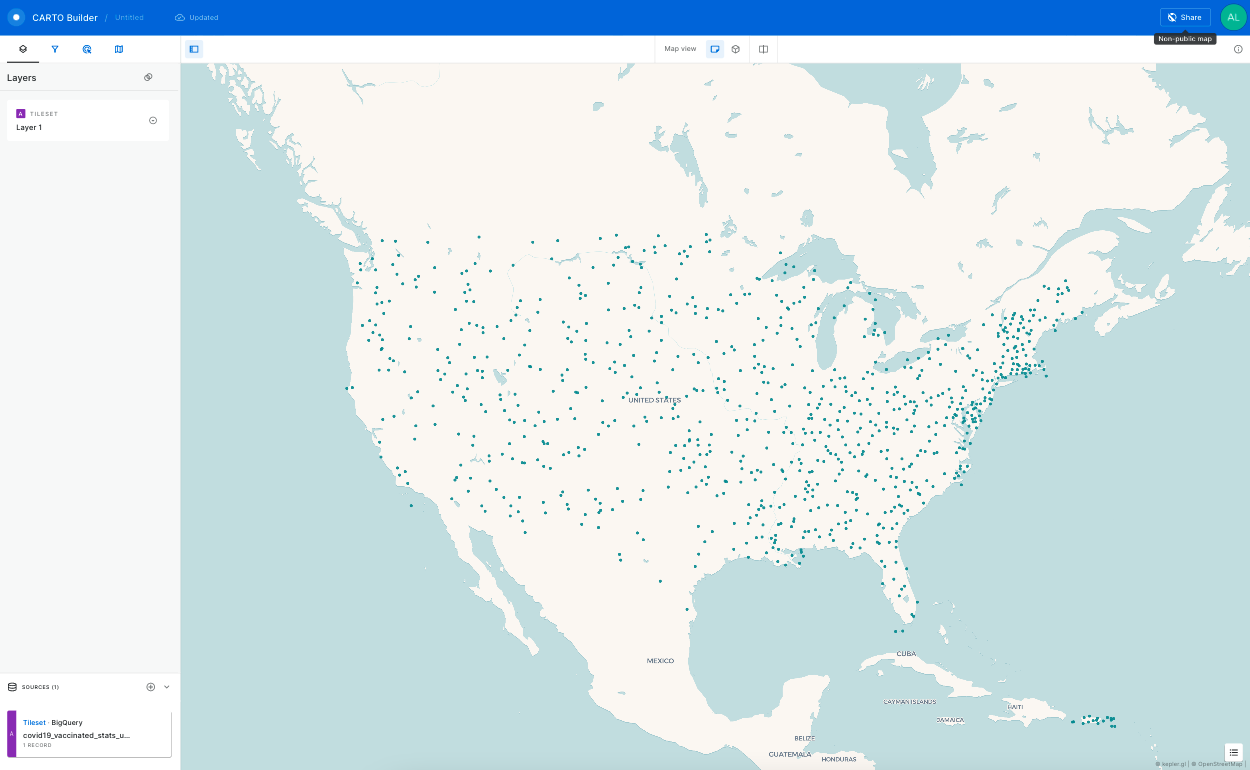 CARTO Builder / Untitled Updated Share AL
Non-public map
Map view
Layers
A TILESET
Layer 1
UNITED STATES
MEXICO
CUBA
CAYMAN ISLANDS
HAITI
JAMAICA
BELIZE
GUATEMALA
HONDURAS
SOURCES (1)
A
Tileset · BigQuery
covid19_vaccinated_stats_u...
1 RECORD
© kepler.gl | © OpenStreetMap |